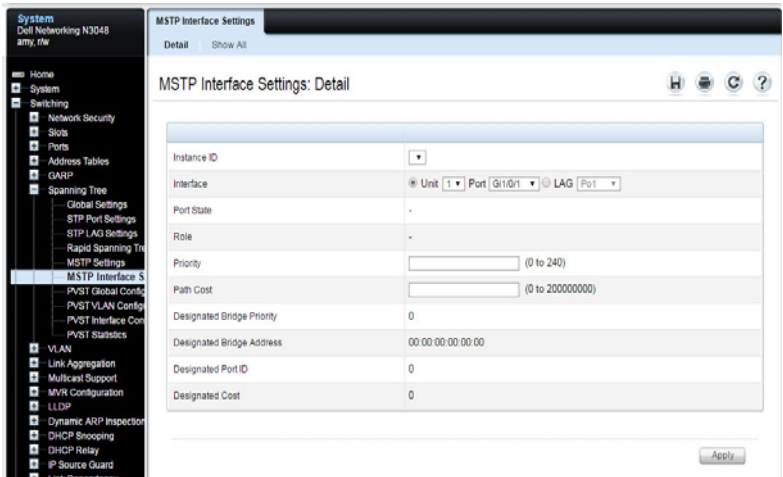 System
Dell Networking N3048
amy, r/w
Home
System
Switching
Network Security
Slots
Ports
Address Tables
GARP
Spanning Tree
Global Settings
STP Port Settings
STP LAG Settings
Rapid Spanning Tre
MSTP Settings
MSTP Interface S
PVST Global Config
PVST VLAN Config
PVST Interface Con
PVST Statistics
VLAN
Link Aggregation
Multicast Support
MVR Configuration
LLDP
Dynamic ARP Inspection
DHCP Snooping
DHCP Relay
IP Source Guard
Link Dependency
MSTP Interface Settings
Detail Show All
MSTP Interface Settings: Detail
Instance ID
Interface Unit 1 Port Gi1/0/1 LAG Po1
Port State -
Role -
Priority (0 to 240)
Path Cost (0 to 200000000)
Designated Bridge Priority 0
Designated Bridge Address 00:00:00:00:00:00
Designated Port ID 0
Designated Cost 0
Apply